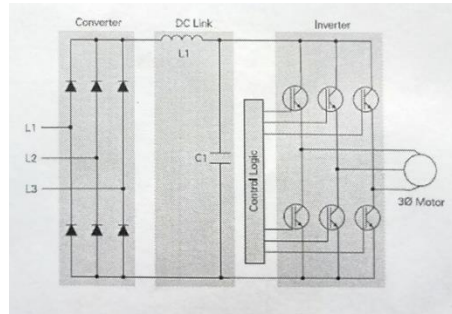 Converter
DC Link
Inverter
L1
L1
L2
L3
C1
Control Logic
3Ø Motor